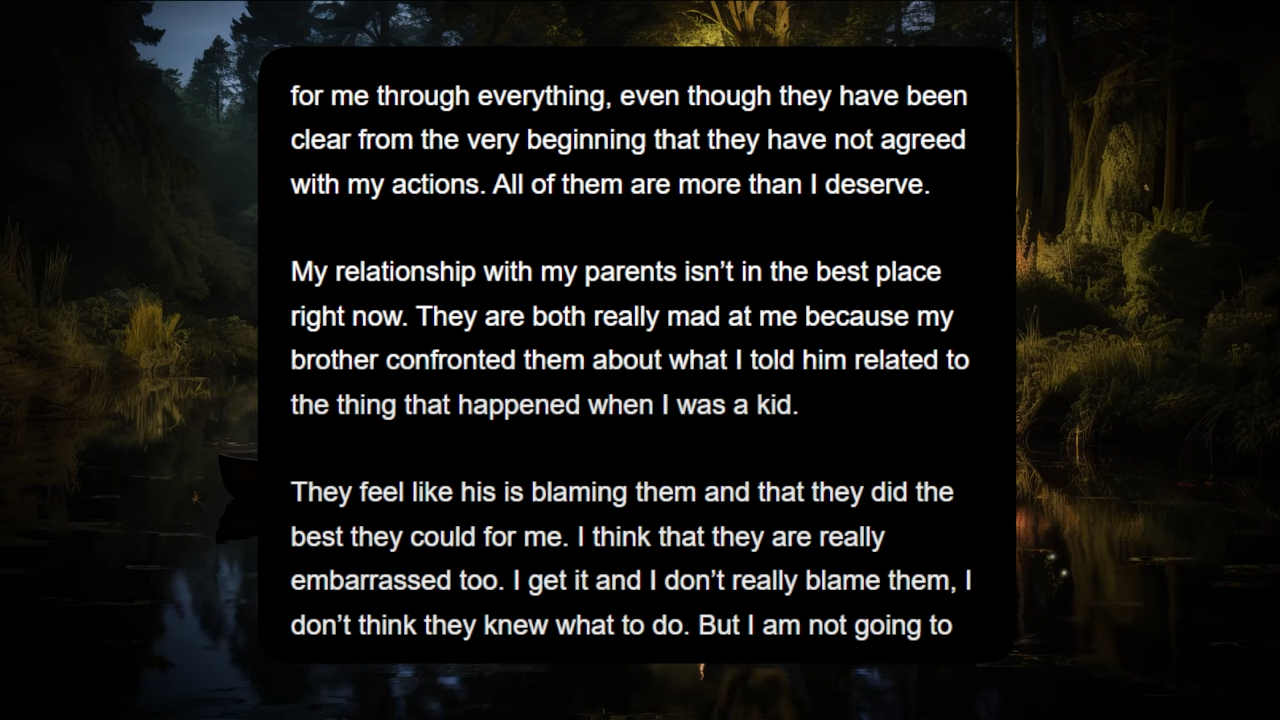 for me through everything, even though they have been
clear from the very beginning that they have not agreed
with my actions. All of them are more than I deserve.
My relationship with my parents isn’t in the best place
right now. They are both really mad at me because my
brother confronted them about what I told him related to
the thing that happened when I was a kid.
They feel like his is blaming them and that they did the
best they could for me. I think that they are really
embarrassed too. I get it and I don’t really blame them, I
don’t think they knew what to do. But I am not going to